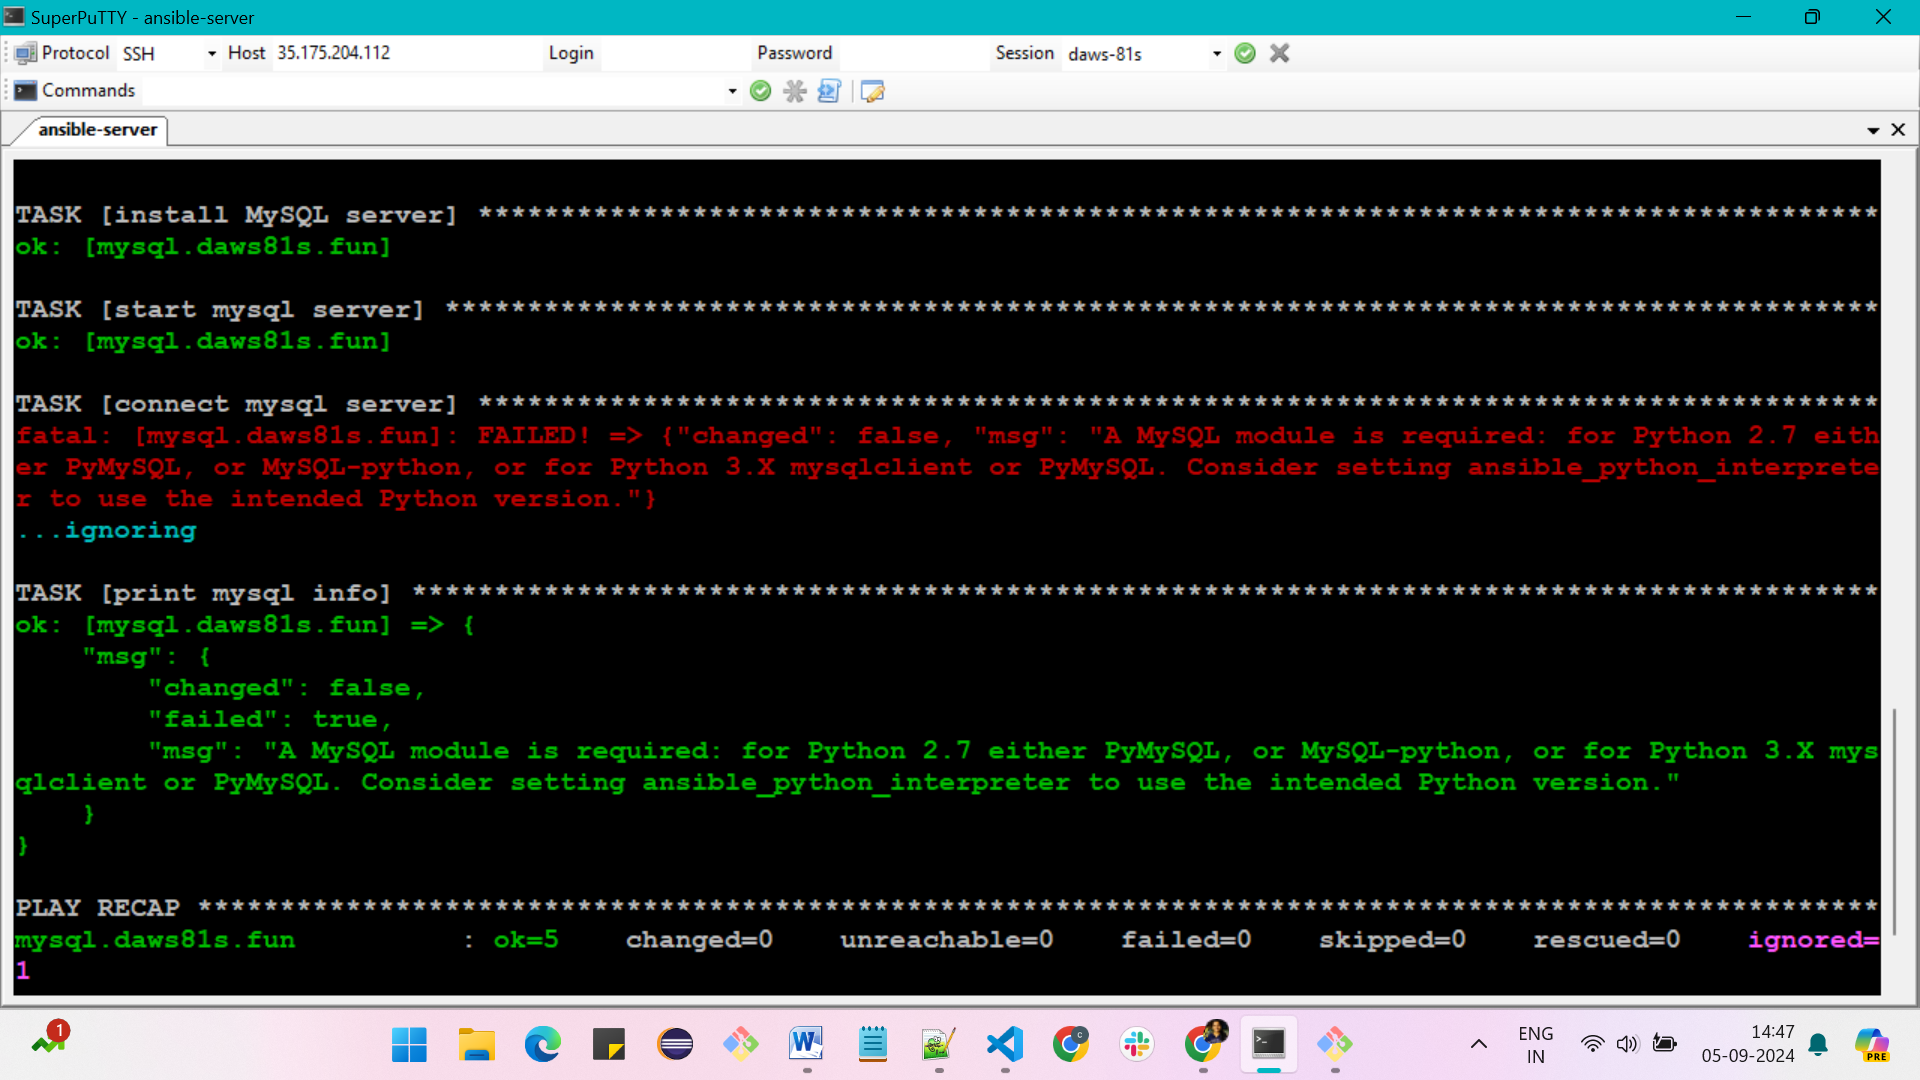 SuperPuTTY - ansible-server
Protocol SSH Host 35.175.204.112 Login Password Session daws-81s
Commands
ansible-server
TASK [install MySQL server] *************************************************************************************
ok: [mysql.daws81s.fun]
TASK [start mysql server] ***************************************************************************************
ok: [mysql.daws81s.fun]
TASK [connect mysql server] *************************************************************************************
fatal: [mysql.daws81s.fun]: FAILED! => {"changed": false, "msg": "A MySQL module is required: for Python 2.7 eith
er PyMySQL, or MySQL-python, or for Python 3.X mysqlclient or PyMySQL. Consider setting ansible_python_interprete
r to use the intended Python version."}
...ignoring
TASK [print mysql info] *****************************************************************************************
ok: [mysql.daws81s.fun] => {
"msg": {
"changed": false,
"failed": true,
"msg": "A MySQL module is required: for Python 2.7 either PyMySQL, or MySQL-python, or for Python 3.X mys
qlclient or PyMySQL. Consider setting ansible_python_interpreter to use the intended Python version."
}
}
PLAY RECAP ******************************************************************************************************
mysql.daws81s.fun : ok=5 changed=0 unreachable=0 failed=0 skipped=0 rescued=0 ignored=
1
1
ENG
IN
14:47
05-09-2024
PRE